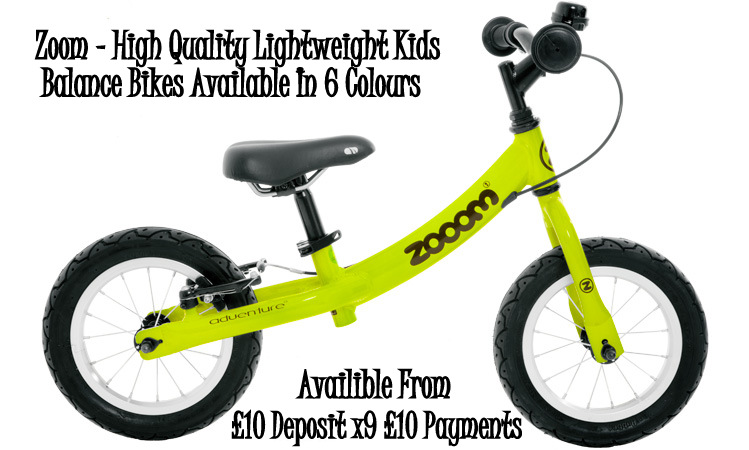 Zoom - High Quality Lightweight Kids
Balance Bikes Available in 6 Colours
zooom
adventure
Z
Availible From
£10 Deposit x9 £10 Payments